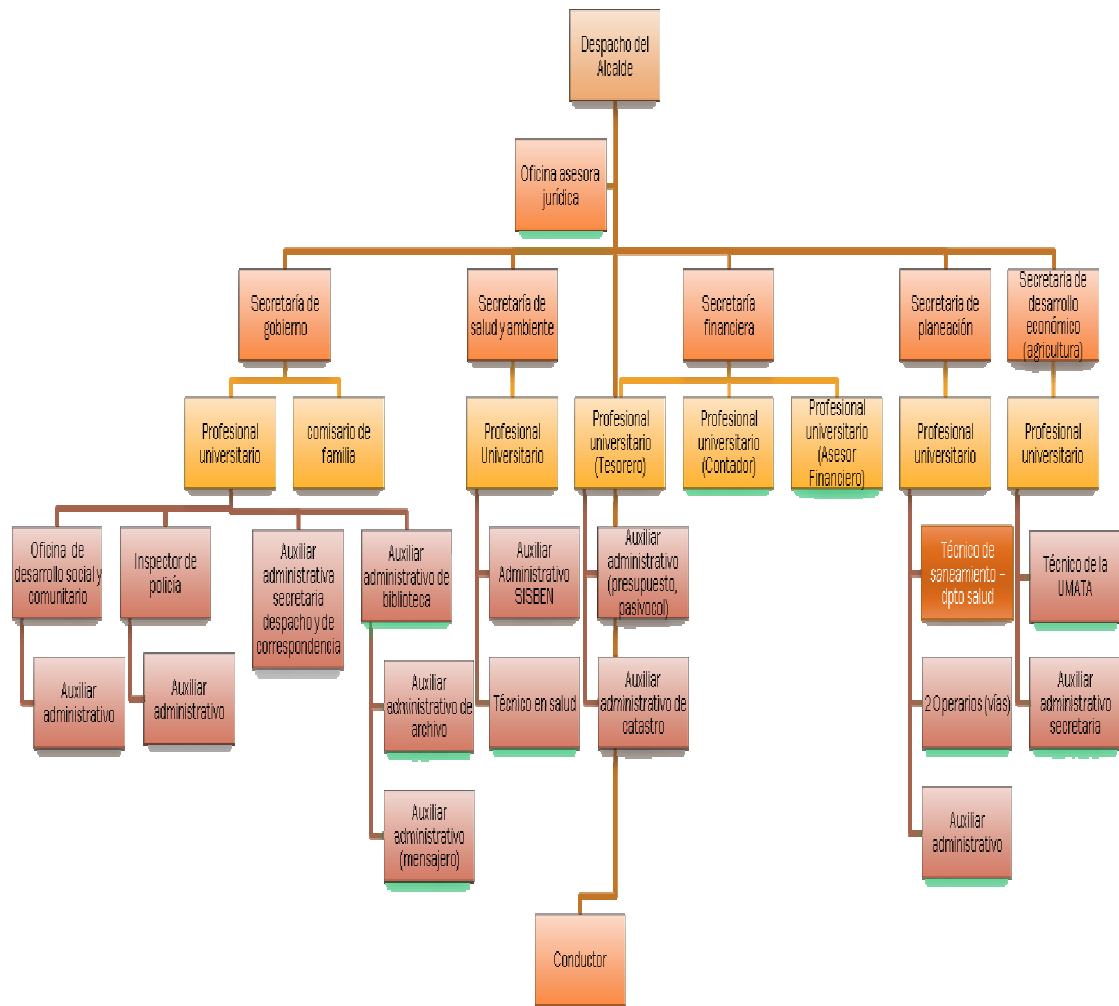 Despacho del
Alcalde
Oficina asesora
jurídica
Secretaría de
gobierno
Secretaría de
salud y ambiente
Secretaría
financiera
Secretaria de
planeación
Secretaria de
desarrollo
económico
(agricultura)
Profesional
universitario
comisario de
familia
Profesional
Universitario
Profesional
universitario
(Tesorero)
Profesional
universitario
(Contador)
Profesional
universitario
(Asesor
Financiero)
Profesional
universitario
Profesional
universitario
Oficina de
desarrollo social y
comunitario
Inspector de
policía
Auxiliar
administrativa
secretaria
despacho y de
correspondencia
Auxiliar
administrativo de
biblioteca
Auxiliar
Administrativo
SISBEN
Auxiliar
administrativo
(presupuesto,
pasivocol)
Técnico de
saneamiento –
dpto salud
Técnico de la
UMATA
Auxiliar
administrativo
Auxiliar
administrativo
Auxiliar
administrativo de
archivo
Técnico en salud
Auxiliar
administrativo de
catastro
2 Operarios (vías)
Auxiliar
administrativo
secretaria
Auxiliar
administrativo
(mensajero)
Auxiliar
administrativo
Conductor